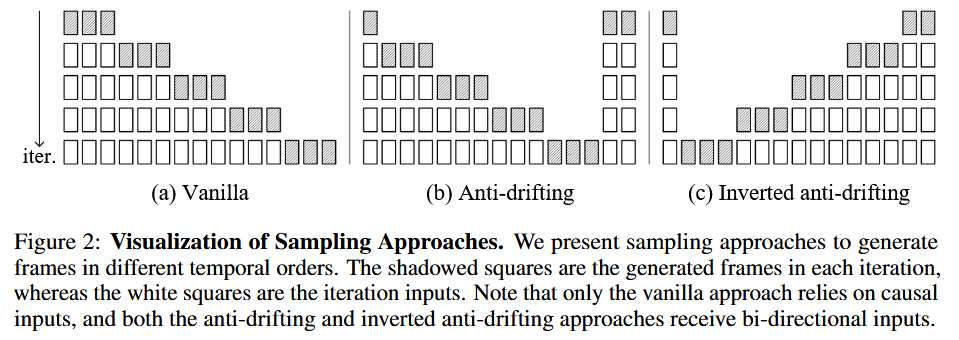 iter.
(a) Vanilla
(b) Anti-drifting
(c) Inverted anti-drifting
Figure 2: Visualization of Sampling Approaches. We present sampling approaches to generate
frames in different temporal orders. The shadowed squares are the generated frames in each iteration,
whereas the white squares are the iteration inputs. Note that only the vanilla approach relies on causal
inputs, and both the anti-drifting and inverted anti-drifting approaches receive bi-directional inputs.